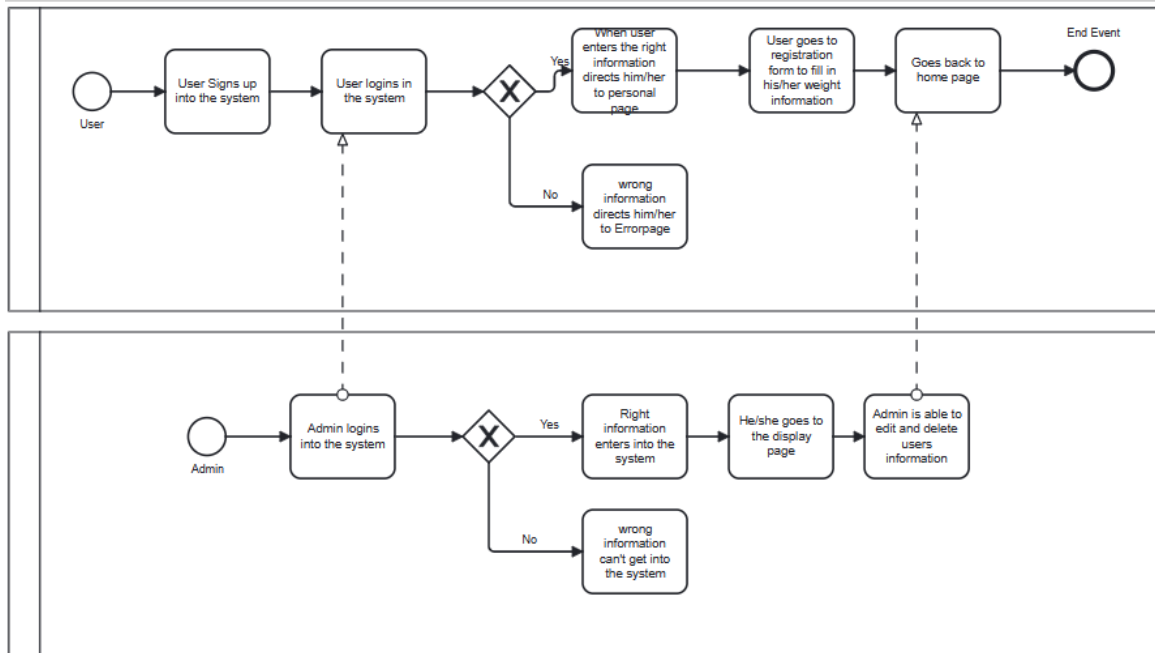 End Event
User Signs up
into the system
User logins in
the system
Yes
When user
enters the right
information
directs him/her
to personal
page
User goes to
registration
form to fill in
his/her weight
information
Goes back to
home page
User
No
wrong
information
directs him/her
to Errorpage
Admin logins
into the system
Yes
Right
information
enters into the
system
He/she goes to
the display
page
Admin is able to
edit and delete
users
information
Admin
No
wrong
information
can't get into
the system